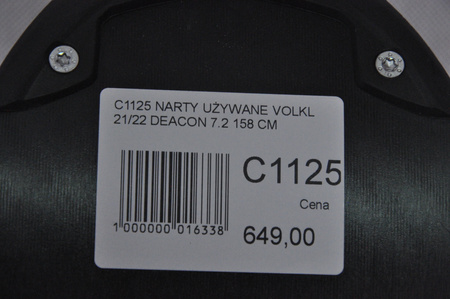 C1125 NARTY UŻYWANE VOLKL
21/22 DEACON 7.2 158 CM
C1125
Cena
1 000000 016338
649,00